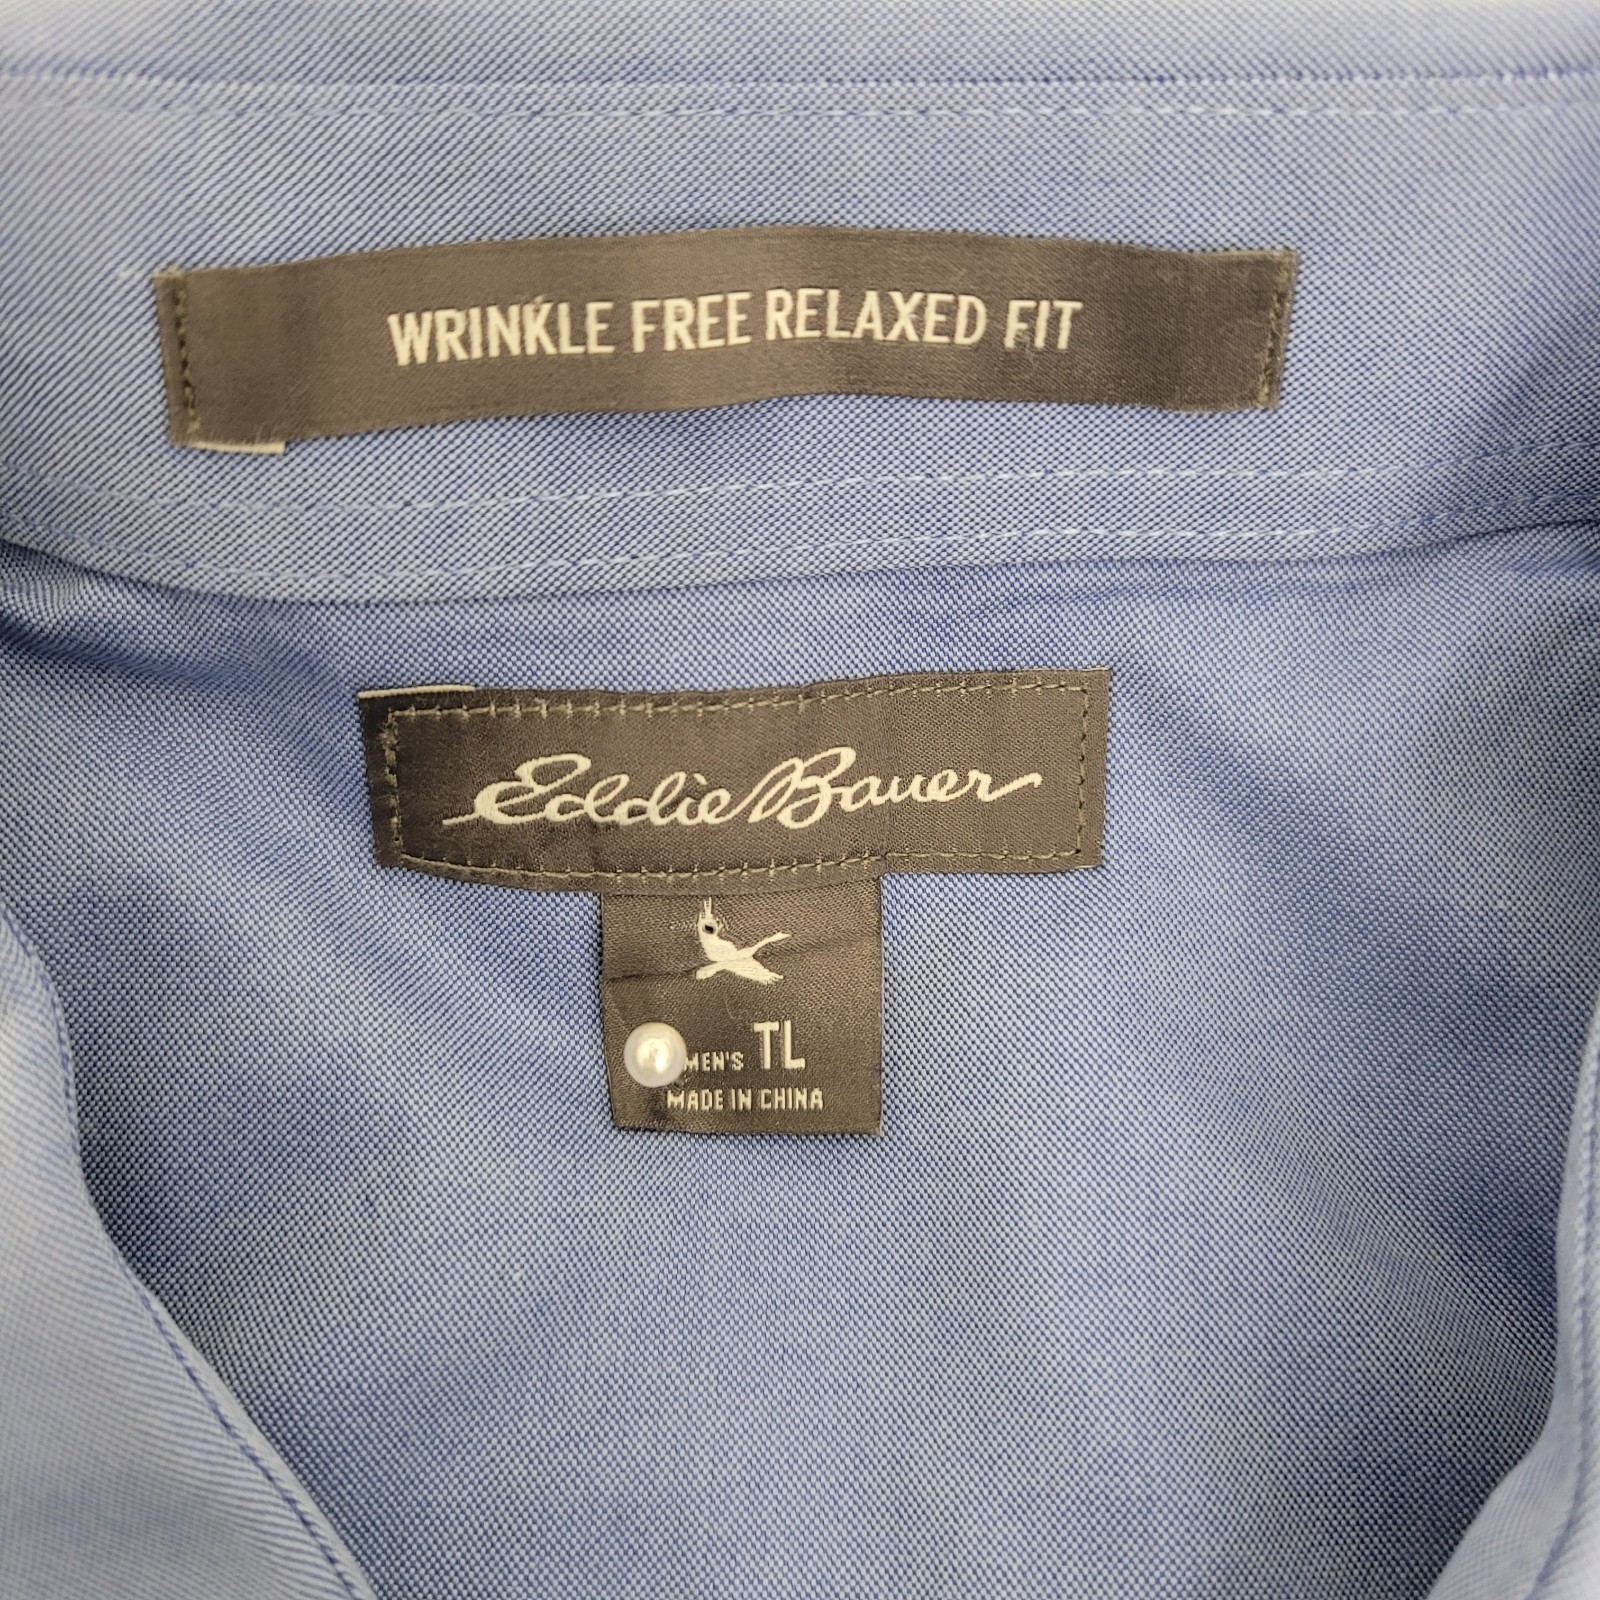 WRINKLE FREE RELAXED FIT
Eddie Bauer
MEN'S TL
MADE IN CHINA